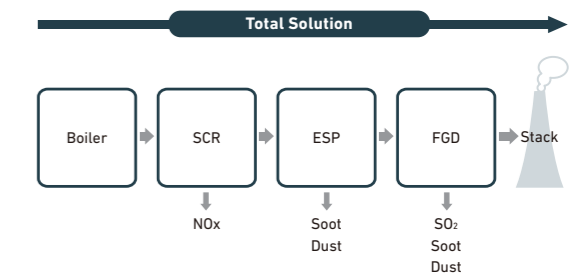 Total Solution
Boiler
SCR
ESP
FGD
Stack
NOx
Soot
Dust
SO₂
Soot
Dust